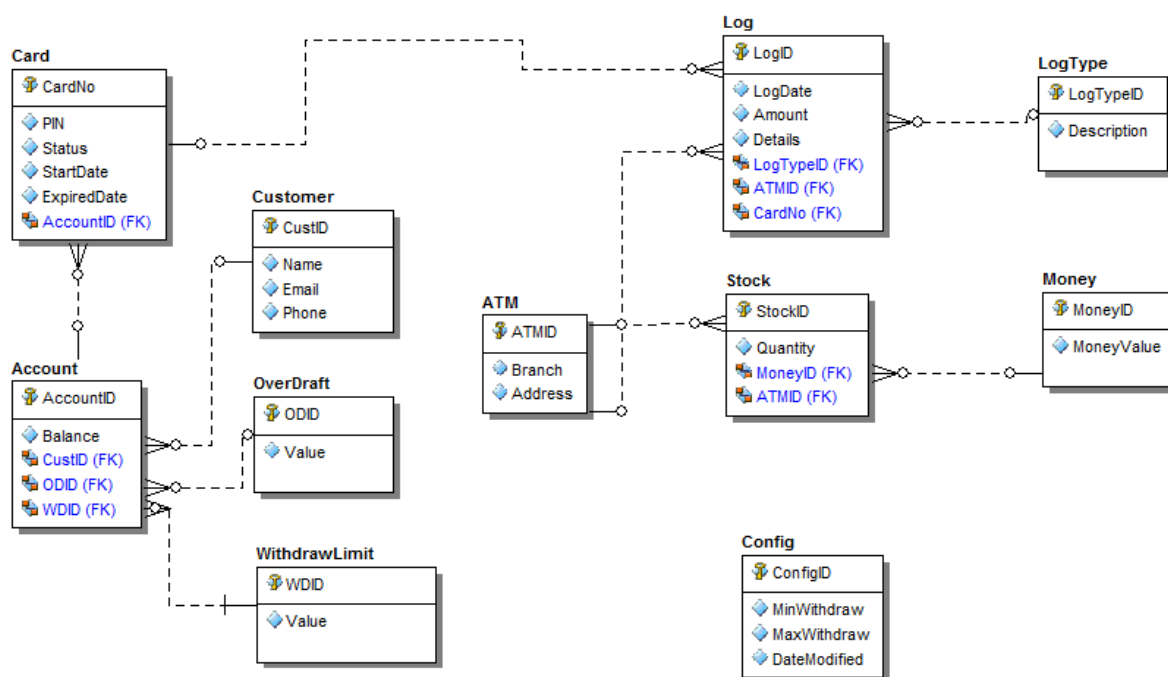 Card
CardNo
PIN
Status
StartDate
ExpiredDate
AccountID (FK)
Log
LogID
LogDate
Amount
Details
LogTypeID (FK)
ATMID (FK)
CardNo (FK)
LogType
LogTypeID
Description
Customer
CustID
Name
Email
Phone
ATM
ATMID
Branch
Address
Stock
StockID
Quantity
MoneyID (FK)
ATMID (FK)
Money
MoneyID
MoneyValue
Account
AccountID
Balance
CustID (FK)
ODID (FK)
WDID (FK)
OverDraft
ODID
Value
WithdrawLimit
WDID
Value
Config
ConfigID
MinWithdraw
MaxWithdraw
DateModified